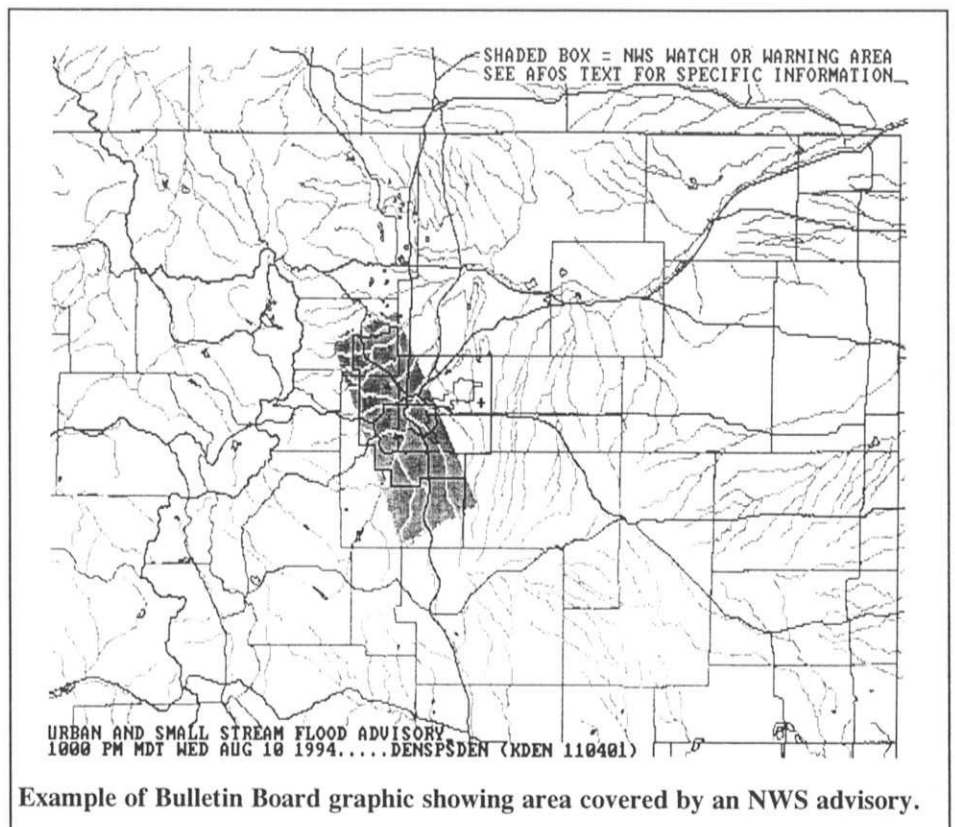 SHADED BOX = NWS WATCH OR WARNING AREA
SEE AFOS TEXT FOR SPECIFIC INFORMATION
URBAN AND SMALL STREAM FLOOD ADVISORY
1000 PM MDT WED AUG 10 1994.....DENSPSDEN (KDEN 110401)
Example of Bulletin Board graphic showing area covered by an NWS advisory.